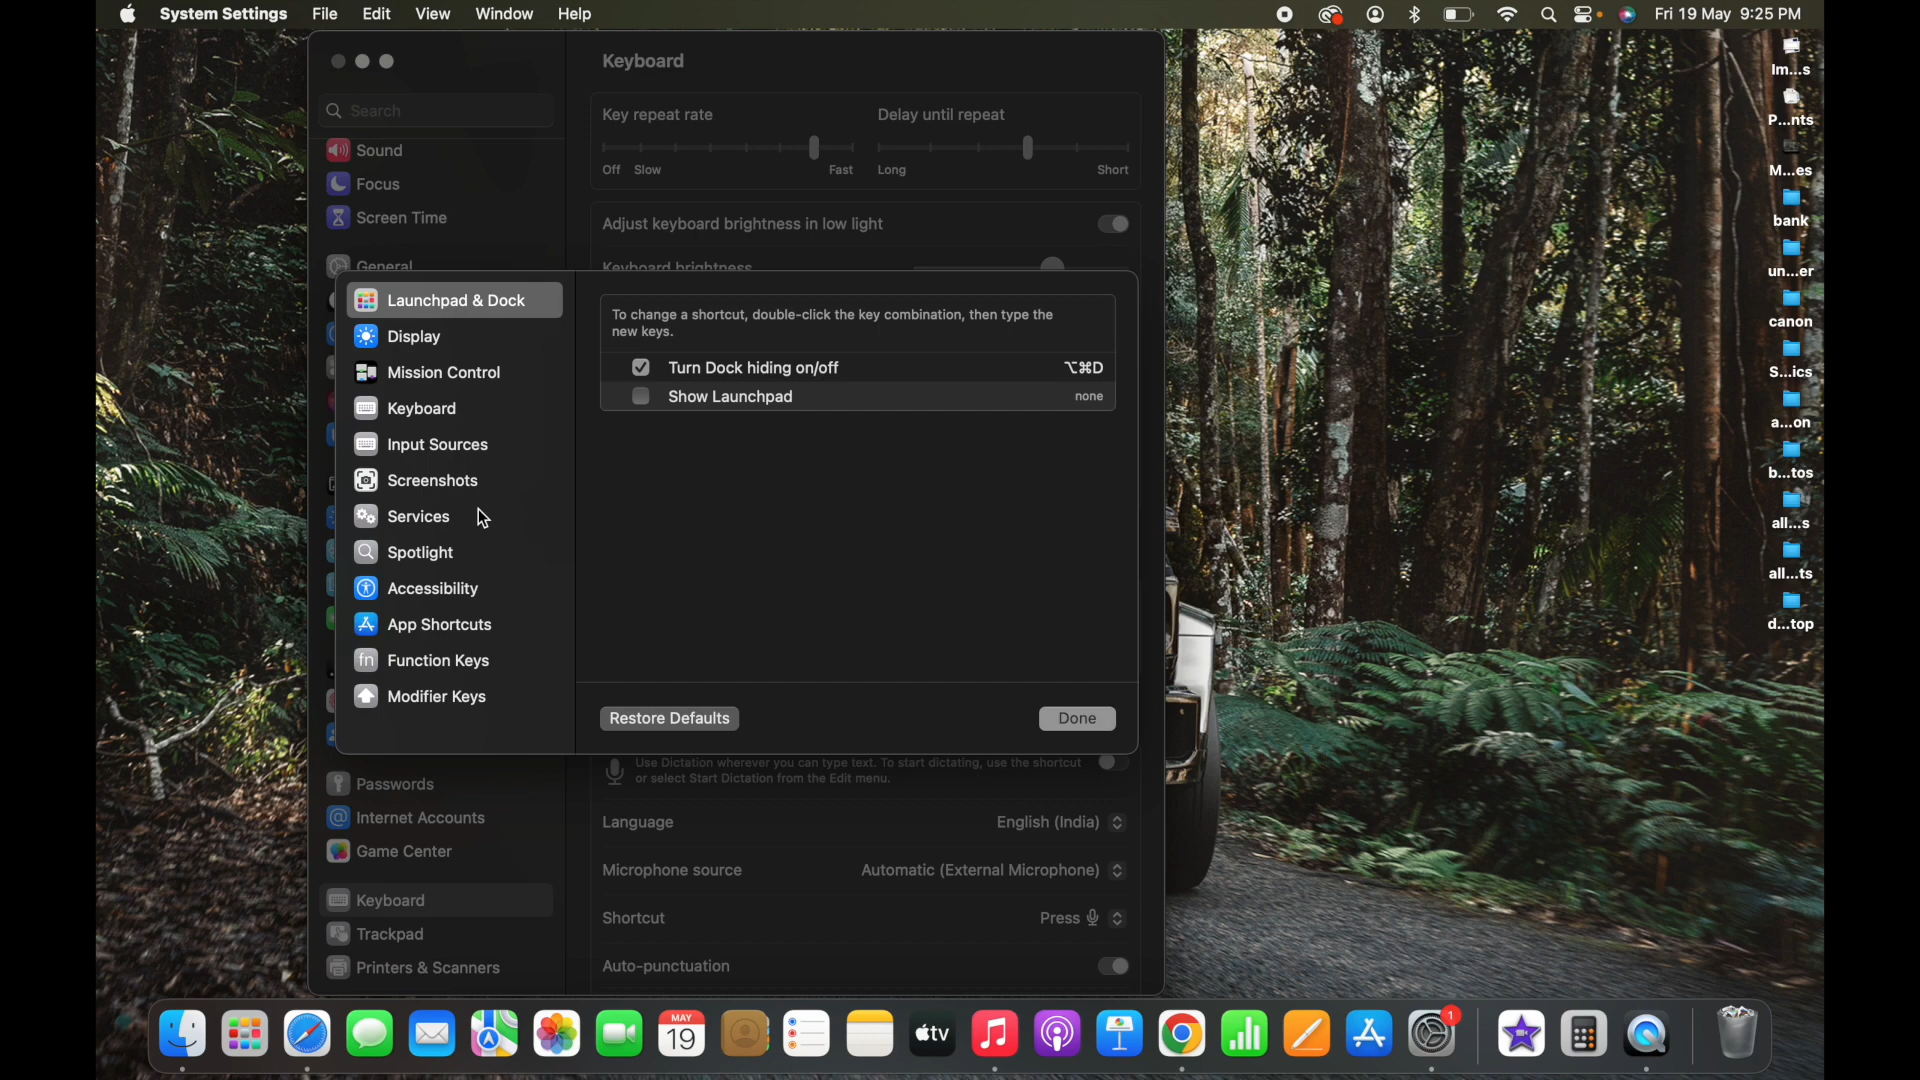 System Settings File Edit View Window Help
Fri 19 May 9:25 PM
Keyboard
Search
Sound
Focus
Screen Time
General
Key repeat rate
Delay until repeat
Off Slow Fast
Long Short
Adjust keyboard brightness in low light
Keyboard brightness
Launchpad & Dock
Display
Mission Control
Keyboard
Input Sources
Screenshots
Services
Spotlight
Accessibility
App Shortcuts
fn Function Keys
Modifier Keys
To change a shortcut, double-click the key combination, then type the
new keys.
Turn Dock hiding on/off ⌥⌘D
Show Launchpad none
Restore Defaults Done
Passwords
Internet Accounts
Game Center
Keyboard
Trackpad
Printers & Scanners
Use Dictation wherever you can type text. To start dictating, use the shortcut
or select Start Dictation from the Edit menu.
Language English (India)
Microphone source Automatic (External Microphone)
Shortcut Press
Auto-punctuation
Im...s
P...nts
M...es
bank
un...er
canon
S...ics
a...on
b...tos
all...s
all...ts
d...top
MAY
19
tv
1